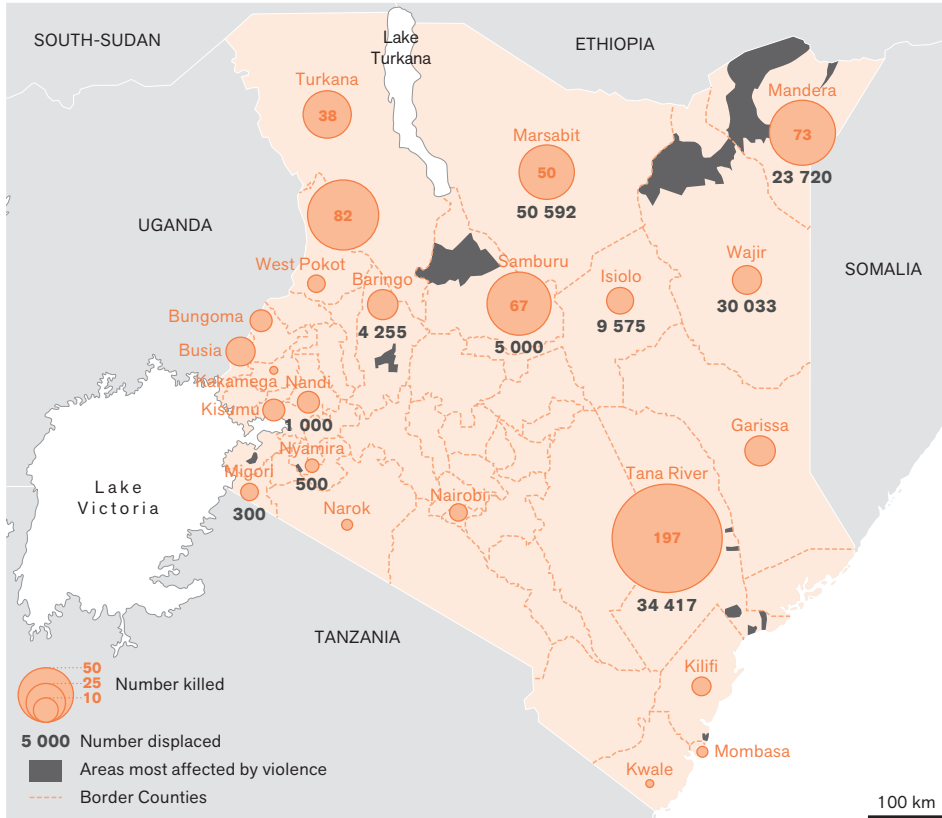 SOUTH-SUDAN
ETHIOPIA
Lake
Turkana
Turkana
38
Mandera
73
23 720
Marsabit
50
50 592
UGANDA
82
West Pokot
Baringo
4 255
Samburu
67
5 000
Isiolo
9 575
Wajir
30 033
SOMALIA
Bungoma
Busia
Kakamega
Nandi
1 000
Kisumu
Nyamira
500
Migori
300
Lake
Victoria
Narok
Nairobi
Garissa
Tana River
197
34 417
TANZANIA
Kilifi
Mombasa
Kwale
50
25
10
Number killed
5 000 Number displaced
Areas most affected by violence
Border Counties
100 km